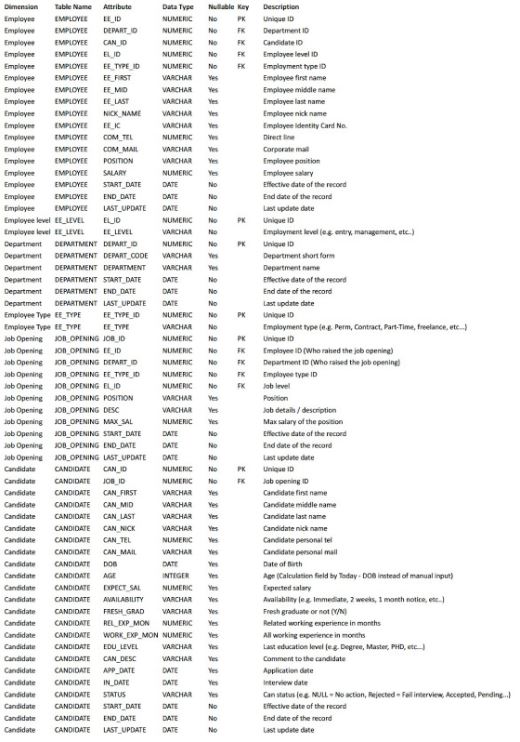 Dimension Table Name Attribute Data Type Nullable Key Description
Employee EMPLOYEE EE_ID NUMERIC No PK Unique ID
Employee EMPLOYEE DEPART_ID NUMERIC No FK Department ID
Employee EMPLOYEE CAN_ID NUMERIC No FK Candidate ID
Employee EMPLOYEE EL_ID NUMERIC No FK Employee level ID
Employee EMPLOYEE EE_TYPE_ID NUMERIC No FK Employment type ID
Employee EMPLOYEE EE_FIRST VARCHAR Yes Employee first name
Employee EMPLOYEE EE_MID VARCHAR Yes Employee middle name
Employee EMPLOYEE EE_LAST VARCHAR Yes Employee last name
Employee EMPLOYEE NICK_NAME VARCHAR Yes Employee nick name
Employee EMPLOYEE EE_IC VARCHAR Yes Employee Identity Card No.
Employee EMPLOYEE COM_TEL NUMERIC Yes Direct line
Employee EMPLOYEE COM_MAIL VARCHAR Yes Corporate mail
Employee EMPLOYEE POSITION VARCHAR Yes Employee position
Employee EMPLOYEE SALARY NUMERIC Yes Employee salary
Employee EMPLOYEE START_DATE DATE No Effective date of the record
Employee EMPLOYEE END_DATE DATE No End date of the record
Employee EMPLOYEE LAST_UPDATE DATE No Last update date
Employee level EE_LEVEL EL_ID NUMERIC No PK Unique ID
Employee level EE_LEVEL EE_LEVEL VARCHAR No Employment level (e.g. entry, management, etc..)
Department DEPARTMENT DEPART_ID NUMERIC No PK Unique ID
Department DEPARTMENT DEPART_CODE VARCHAR Yes Department short form
Department DEPARTMENT DEPARTMENT VARCHAR Yes Department name
Department DEPARTMENT START_DATE DATE No Effective date of the record
Department DEPARTMENT END_DATE DATE No End date of the record
Department DEPARTMENT LAST_UPDATE DATE No Last update date
Employee Type EE_TYPE EE_TYPE_ID NUMERIC No PK Unique ID
Employee Type EE_TYPE EE_TYPE VARCHAR No Employment type (e.g. Perm, Contract, Part-Time, freelance, etc...)
Job Opening JOB_OPENING JOB_ID NUMERIC No PK Unique ID
Job Opening JOB_OPENING EE_ID NUMERIC No FK Employee ID (Who raised the job opening)
Job Opening JOB_OPENING DEPART_ID NUMERIC No FK Department ID (Who raised the job opening)
Job Opening JOB_OPENING EE_TYPE_ID NUMERIC No FK Employee type ID
Job Opening JOB_OPENING EL_ID NUMERIC No FK Job level
Job Opening JOB_OPENING POSITION VARCHAR Yes Position
Job Opening JOB_OPENING DESC VARCHAR Yes Job details / description
Job Opening JOB_OPENING MAX_SAL NUMERIC Yes Max salary of the position
Job Opening JOB_OPENING START_DATE DATE No Effective date of the record
Job Opening JOB_OPENING END_DATE DATE No End date of the record
Job Opening JOB_OPENING LAST_UPDATE DATE No Last update date
Candidate CANDIDATE CAN_ID NUMERIC No PK Unique ID
Candidate CANDIDATE JOB_ID NUMERIC No FK Job opening ID
Candidate CANDIDATE CAN_FIRST VARCHAR Yes Candidate first name
Candidate CANDIDATE CAN_MID VARCHAR Yes Candidate middle name
Candidate CANDIDATE CAN_LAST VARCHAR Yes Candidate last name
Candidate CANDIDATE CAN_NICK VARCHAR Yes Candidate nick name
Candidate CANDIDATE CAN_TEL NUMERIC Yes Candidate personal tel
Candidate CANDIDATE CAN_MAIL VARCHAR Yes Candidate personal mail
Candidate CANDIDATE DOB DATE Yes Date of Birth
Candidate CANDIDATE AGE INTEGER Yes Age (Calculation field by Today - DOB instead of manual input)
Candidate CANDIDATE EXPECT_SAL NUMERIC Yes Expected salary
Candidate CANDIDATE AVAILABILITY VARCHAR Yes Availability (e.g. Immediate, 2 weeks, 1 month notice, etc..)
Candidate CANDIDATE FRESH_GRAD VARCHAR Yes Fresh graduate or not (Y/N)
Candidate CANDIDATE REL_EXP_MON NUMERIC Yes Related working experience in months
Candidate CANDIDATE WORK_EXP_MON NUMERIC Yes All working experience in months
Candidate CANDIDATE EDU_LEVEL VARCHAR Yes Last education level (e.g. Degree, Master, PHD, etc...)
Candidate CANDIDATE CAN_DESC VARCHAR Yes Comment to the candidate
Candidate CANDIDATE APP_DATE DATE Yes Application date
Candidate CANDIDATE IN_DATE DATE Yes Interview date
Candidate CANDIDATE STATUS VARCHAR Yes Can status (e.g. NULL = No action, Rejected = Fail interview, Accepted, Pending...)
Candidate CANDIDATE START_DATE DATE No Effective date of the record
Candidate CANDIDATE END_DATE DATE No End date of the record
Candidate CANDIDATE LAST_UPDATE DATE No Last update date